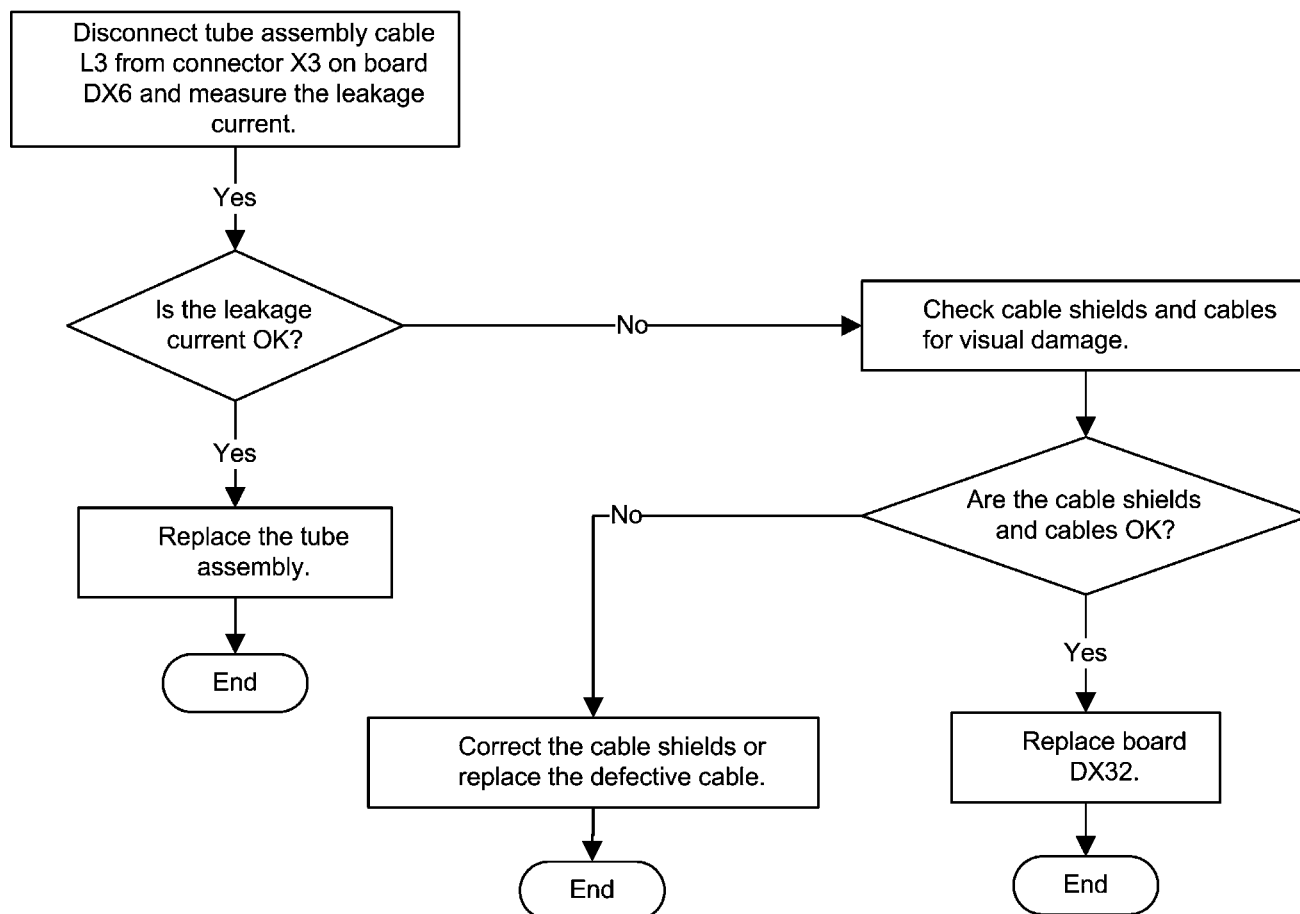 Disconnect tube assembly cable
L3 from connector X3 on board
DX6 and measure the leakage
current.
Yes
Is the leakage
current OK?
No
Check cable shields and cables
for visual damage.
Yes
Replace the tube
assembly.
End
Are the cable shields
and cables OK?
No
Correct the cable shields or
replace the defective cable.
End
Yes
Replace board
DX32.
End